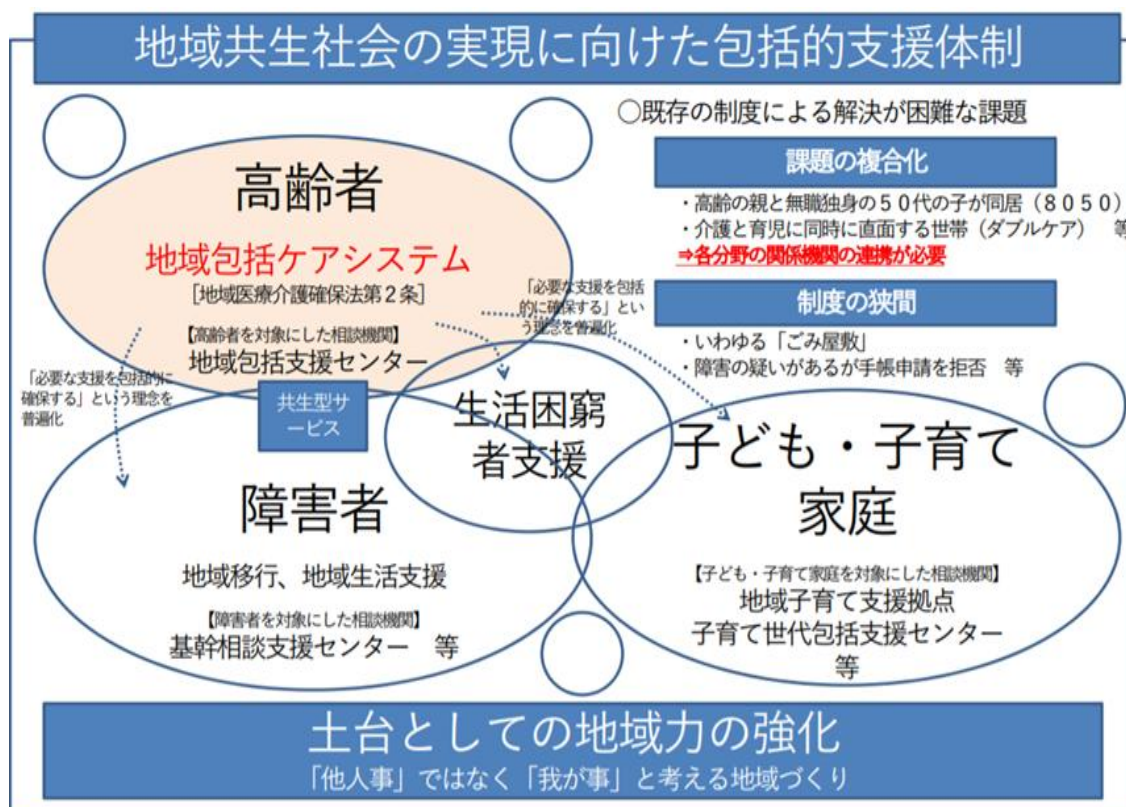 地域共生社会の実現に向けた包括的支援体制
○既存の制度による解決が困難な課題
課題の複合化
・高齢の親と無職独身の50代の子が同居（8050）
・介護と育児に同時に直面する世帯（ダブルケア）　等
⇒各分野の関係機関の連携が必要
制度の狭間
・いわゆる「ごみ屋敷」
・障害の疑いがあるが手帳申請を拒否　等
高齢者
地域包括ケアシステム
［地域医療介護確保法第２条］
【高齢者を対象にした相談機関】
地域包括支援センター
「必要な支援を包括
的に確保する」とい
う理念を普遍化
「必要な支援を包括的に
確保する」という理念を
普遍化
共生型サ
ービス
生活困窮
者支援
障害者
地域移行、地域生活支援
【障害者を対象にした相談機関】
基幹相談支援センター　等
子ども・子育て
家庭
【子ども・子育て家庭を対象にした相談機関】
地域子育て支援拠点
子育て世代包括支援センター
等
土台としての地域力の強化
「他人事」ではなく「我が事」と考える地域づくり